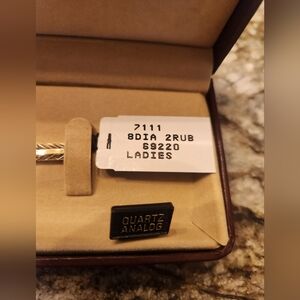 7111
8DIA 2RUB
69220
LADIES
QUARTZ
ANALOG